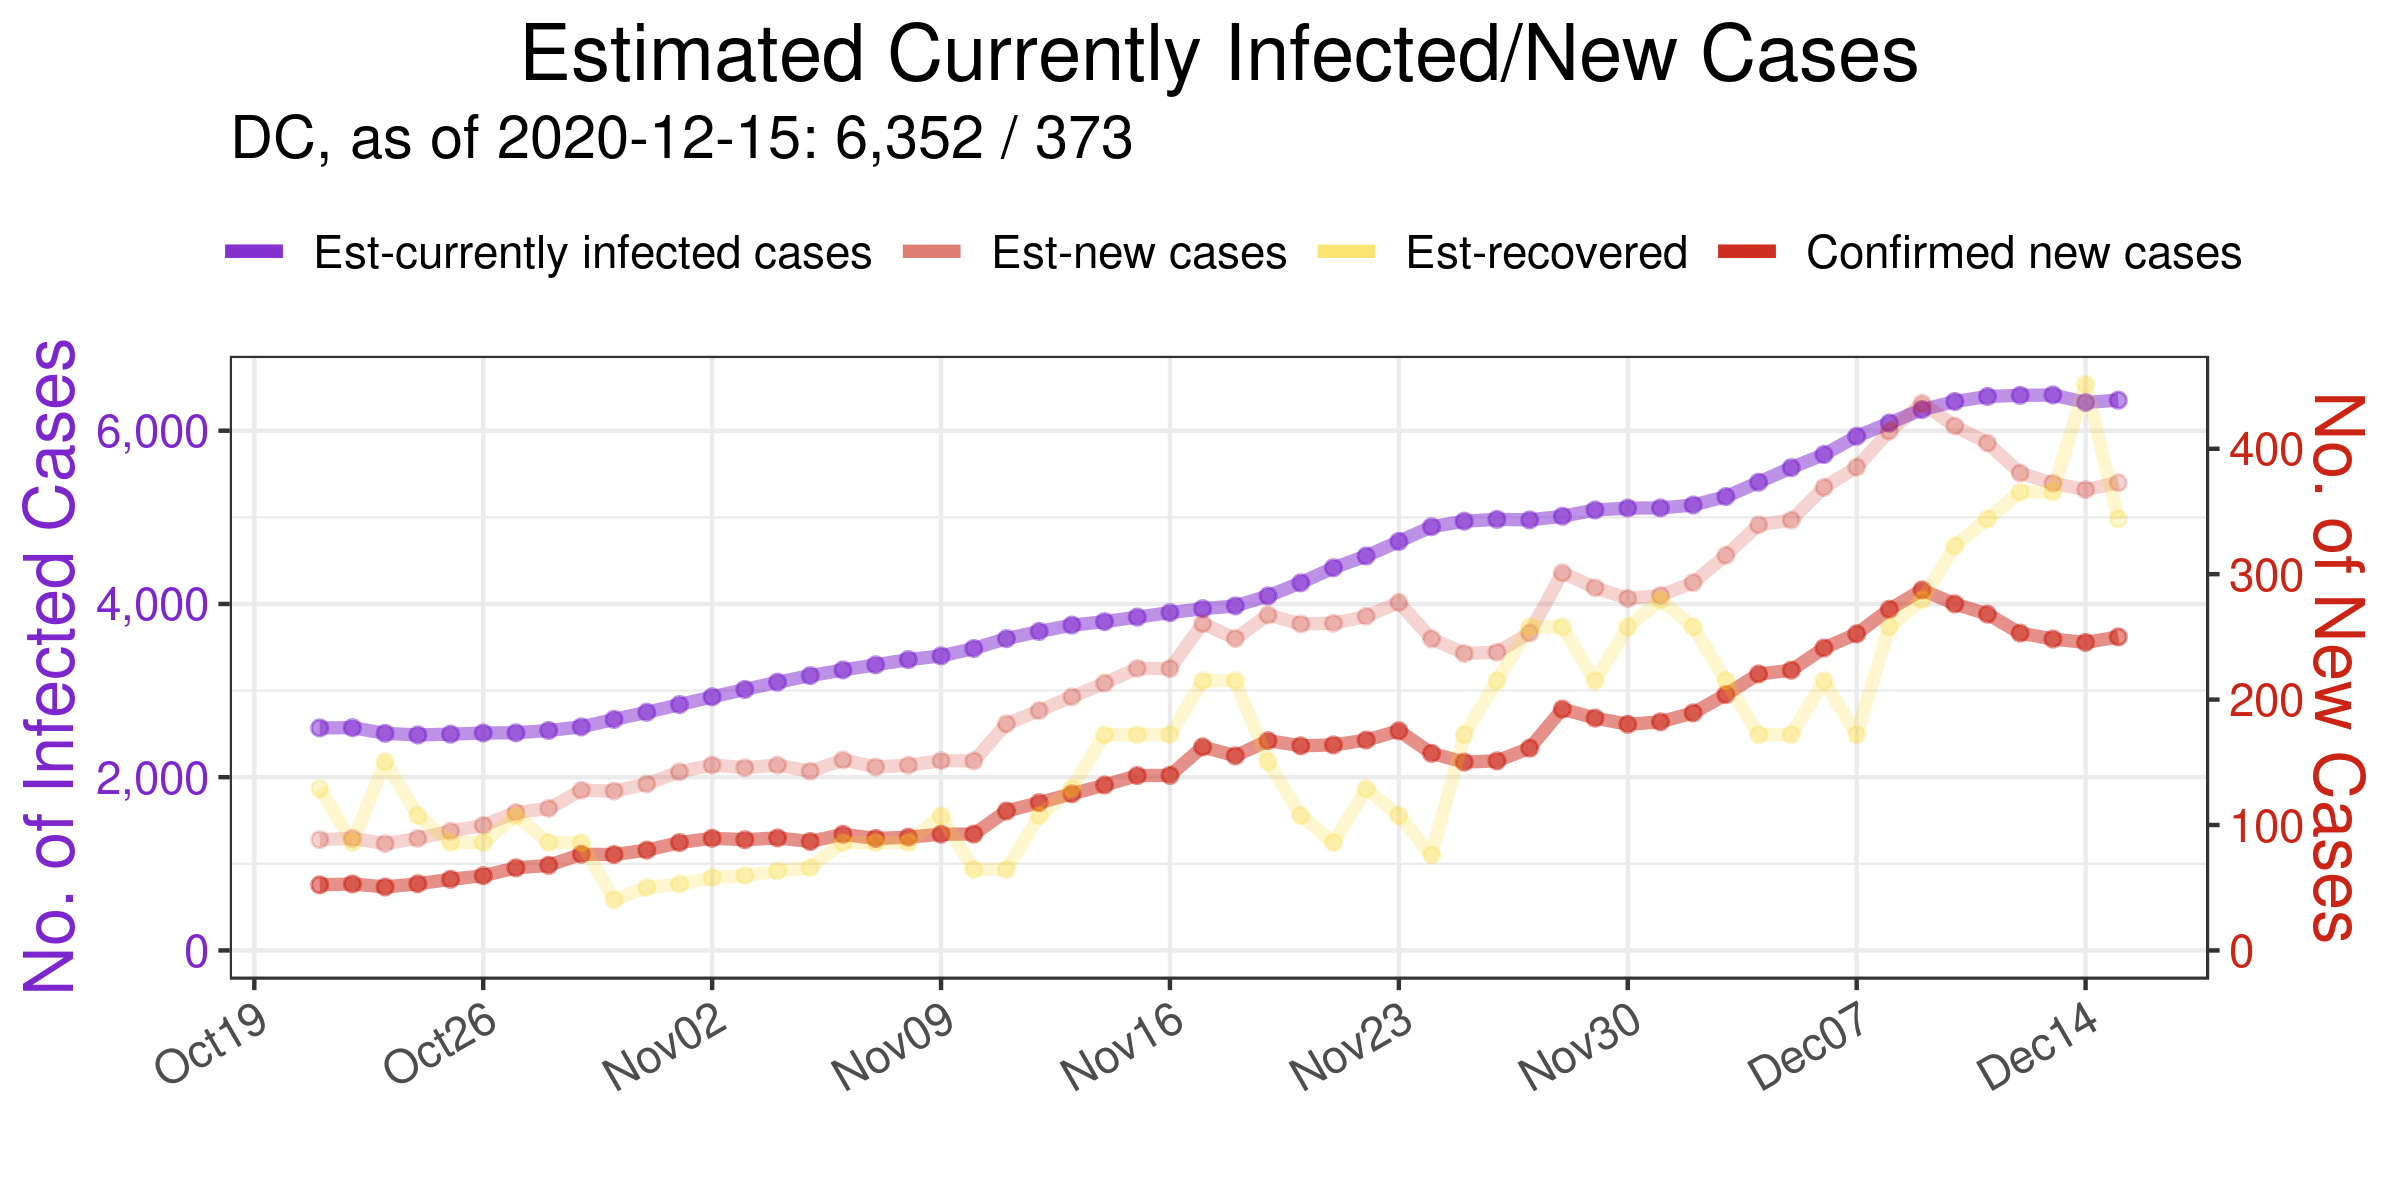 Estimated Currently Infected/New Cases
DC, as of 2020-12-15: 6,352 / 373
Est-currently infected cases Est-new cases Est-recovered Confirmed new cases
No. of Infected Cases
6,000
4,000
2,000
0
400
300
200
100
0
No. of New Cases
Oct19 Oct26 Nov02 Nov09 Nov16 Nov23 Nov30 Dec07 Dec14